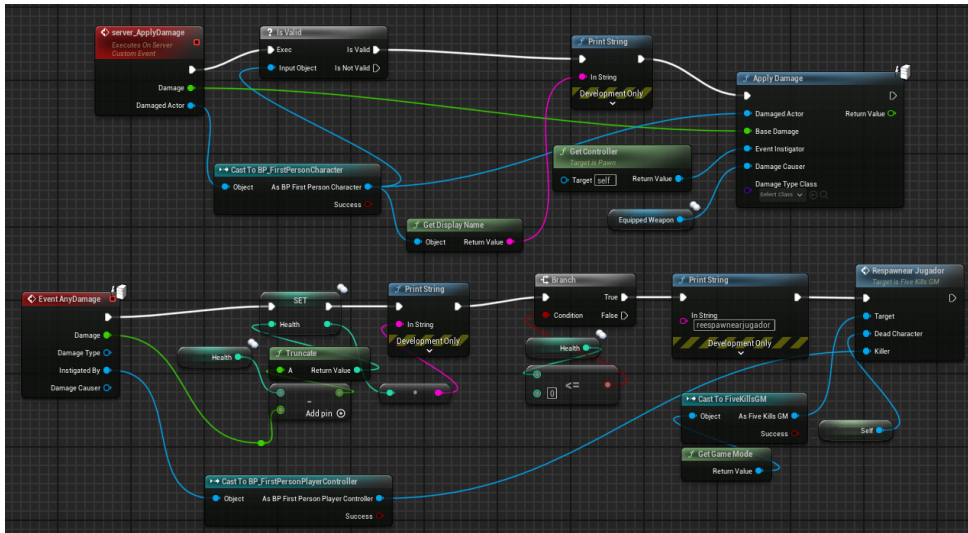 server_ApplyDamage
Executes On Server
Custom Event
Damage
Damaged Actor
? Is Valid
Exec
Is Valid
Input Object
Is Not Valid
f Print String
In String
Development Only
f Apply Damage
Damaged Actor
Return Value
Base Damage
Event Instigator
Damage Causer
Damage Type Class
Select Class
f Get Controller
Target is Pawn
Target
self
Return Value
Equipped Weapon
Cast To BP_FirstPersonCharacter
Object
As BP First Person Character
Success
f Get Display Name
Object
Return Value
Event AnyDamage
Damage
Damage Type
Instigated By
Damage Causer
SET
Health
Health
f Truncate
A
Return Value
-
Add pin
f Print String
In String
Development Only
Branch
Condition
True
False
Health
<=
0
f Print String
In String
reespawnearjugador
Development Only
Respawnear Jugador
Target is Five Kills GM
Target
Dead Character
Killer
Cast To FiveKillsGM
Object
As Five Kills GM
Success
Self
f Get Game Mode
Return Value
Cast To BP_FirstPersonPlayerController
Object
As BP First Person Player Controller
Success